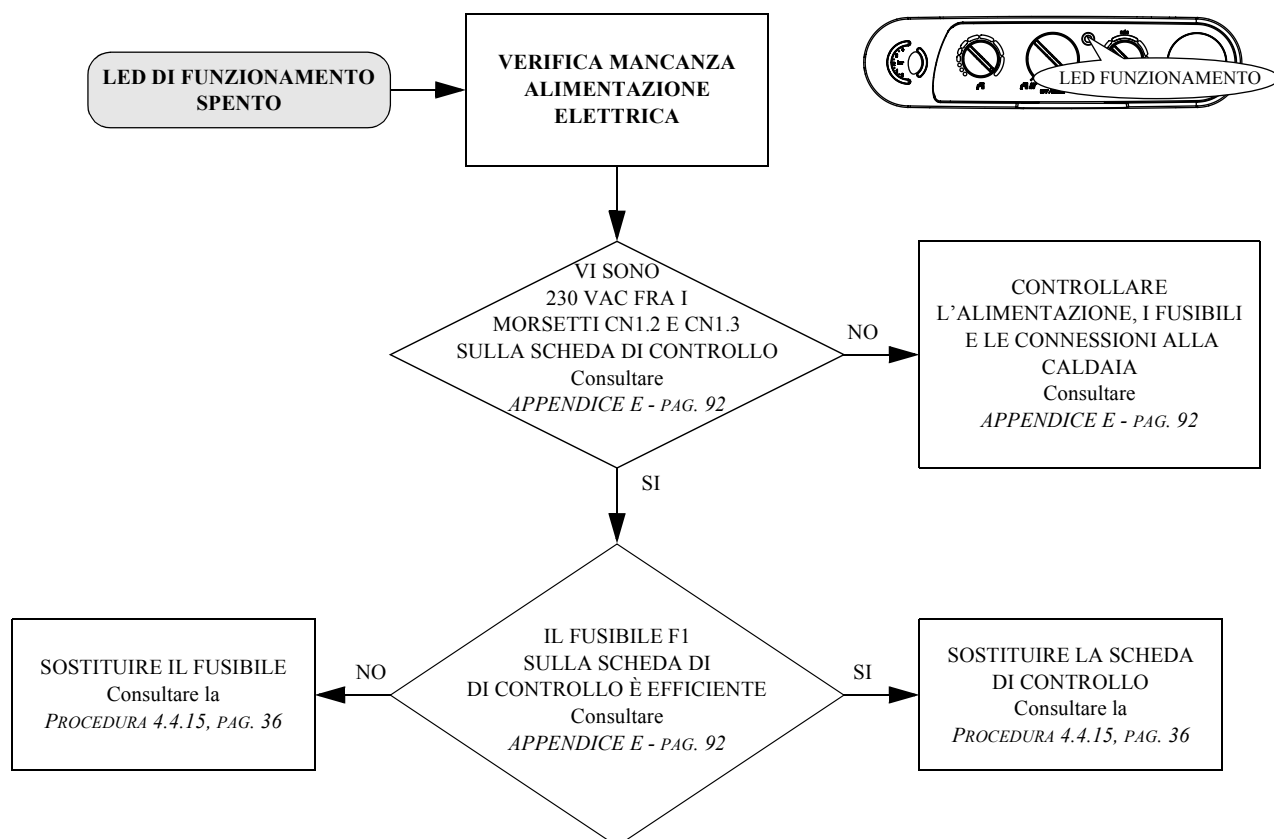 LED DI FUNZIONAMENTO
SPENTO
VERIFICA MANCANZA
ALIMENTAZIONE
ELETTRICA
LED FUNZIONAMENTO
VI SONO
230 VAC FRA I
MORSETTI CN1.2 E CN1.3
SULLA SCHEDA DI CONTROLLO
Consultare
APPENDICE E - PAG. 92
NO
CONTROLLARE
L’ALIMENTAZIONE, I FUSIBILI
E LE CONNESSIONI ALLA
CALDAIA
Consultare
APPENDICE E - PAG. 92
SI
SOSTITUIRE IL FUSIBILE
Consultare la
PROCEDURA 4.4.15, PAG. 36
NO
IL FUSIBILE F1
SULLA SCHEDA DI
DI CONTROLLO È EFFICIENTE
Consultare
APPENDICE E - PAG. 92
SI
SOSTITUIRE LA SCHEDA
DI CONTROLLO
Consultare la
PROCEDURA 4.4.15, PAG. 36